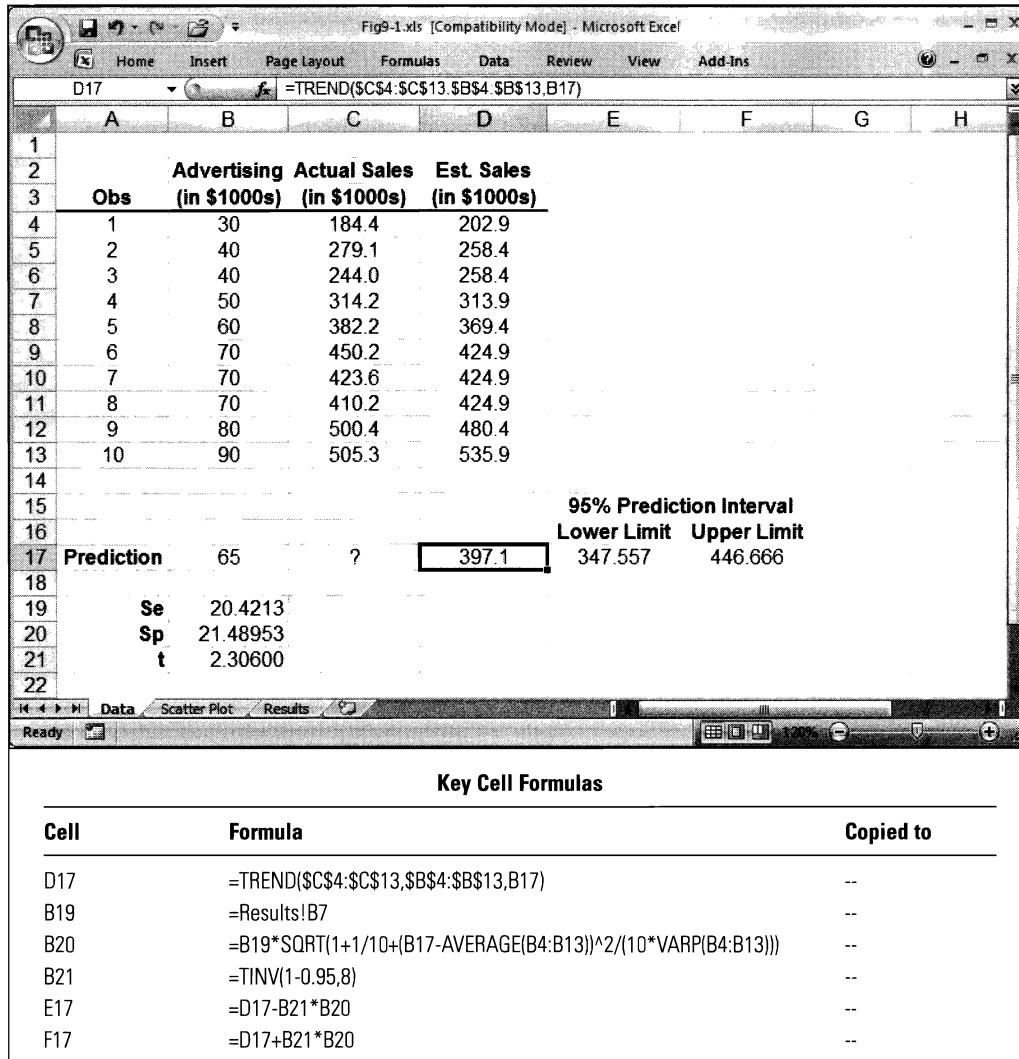 Fig9-1.xls [Compatibility Mode] - Microsoft Excel
Home Insert Page Layout Formulas Data Review View Add-Ins
D17 fx =TREND($C$4:$C$13,$B$4:$B$13,B17)
A B C D E F G H
1
2 Advertising Actual Sales Est. Sales
3 Obs (in $1000s) (in $1000s) (in $1000s)
4 1 30 184.4 202.9
5 2 40 279.1 258.4
6 3 40 244.0 258.4
7 4 50 314.2 313.9
8 5 60 382.2 369.4
9 6 70 450.2 424.9
10 7 70 423.6 424.9
11 8 70 410.2 424.9
12 9 80 500.4 480.4
13 10 90 505.3 535.9
14
15 95% Prediction Interval
16 Lower Limit Upper Limit
17 Prediction 65 ? 397.1 347.557 446.666
18
19 Se 20.4213
20 Sp 21.48953
21 t 2.30600
22
Data Scatter Plot Results
Ready 120%
Key Cell Formulas
Cell Formula Copied to
D17 =TREND($C$4:$C$13,$B$4:$B$13,B17) --
B19 =Results!B7 --
B20 =B19*SQRT(1+1/10+(B17-AVERAGE(B4:B13))^2/(10*VARP(B4:B13))) --
B21 =TINV(1-0.95,8) --
E17 =D17-B21*B20 --
F17 =D17+B21*B20 --